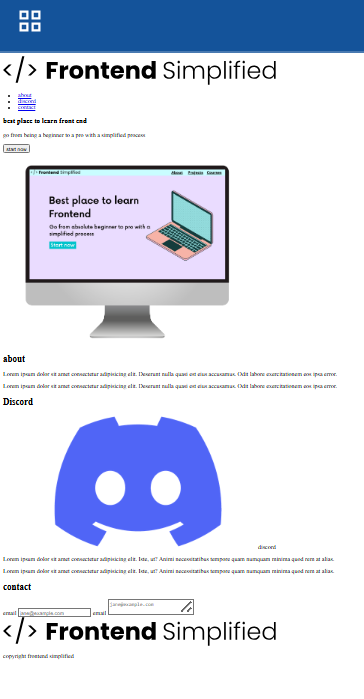 </> Frontend Simplified
about
discord
contact
best place to learn front end
go from being a beginner to a pro with a simplified process
start now
</> Frontend Simplified About Projects Courses
Best place to learn
Frontend
Go from absolute beginner to pro with a
simplified process
Start now
about
Lorem ipsum dolor sit amet consectetur adipisicing elit. Deserunt nulla quasi est eius accusamus. Odit labore exercitationem eos ipsa error.
Lorem ipsum dolor sit amet consectetur adipisicing elit. Deserunt nulla quasi est eius accusamus. Odit labore exercitationem eos ipsa error.
Discord
discord
Lorem ipsum dolor sit amet consectetur adipisicing elit. Iste, ut? Animi necessitatibus tempore quam numquam minima quod rem at alias.
Lorem ipsum dolor sit amet consectetur adipisicing elit. Iste, ut? Animi necessitatibus tempore quam numquam minima quod rem at alias.
contact
email jane@example.com email jane@example.com
</> Frontend Simplified
copyright frontend simplified